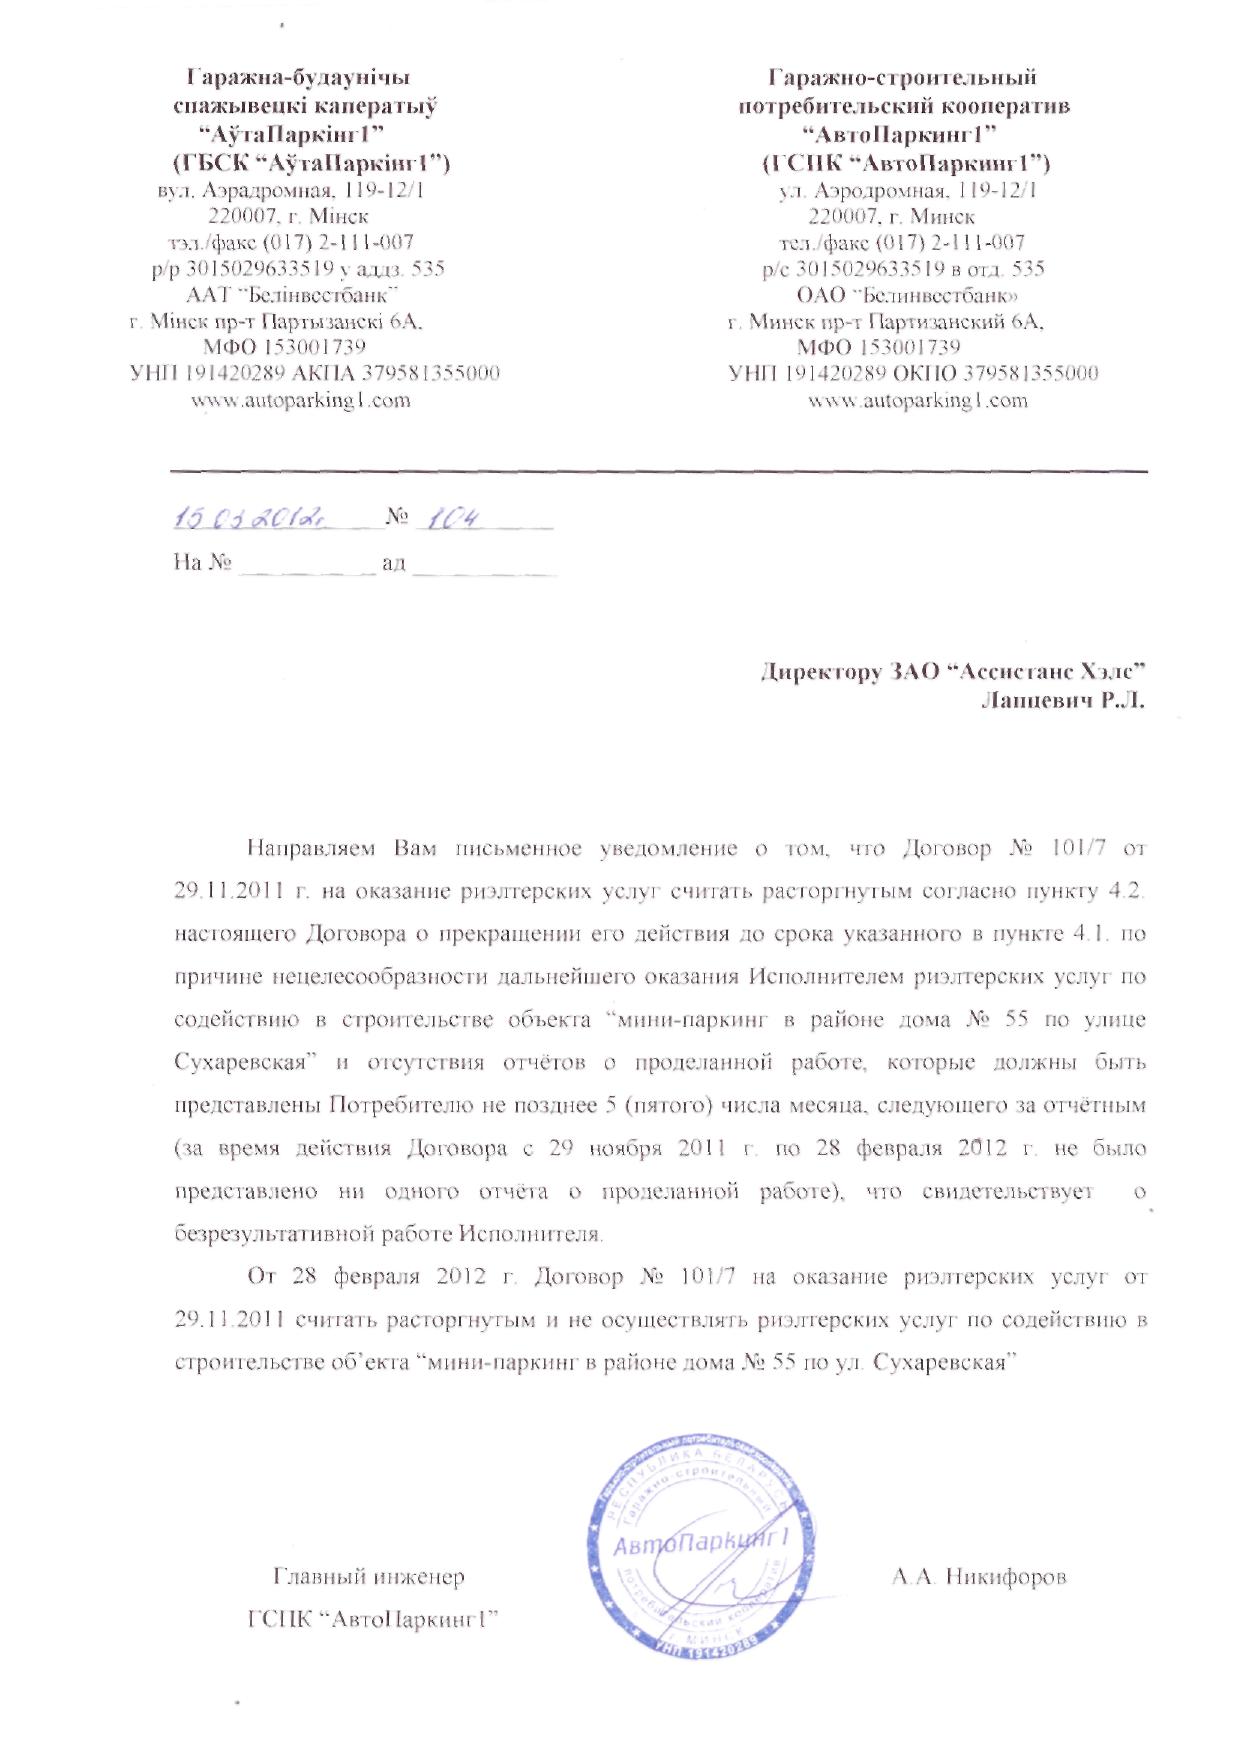 Гаражна-будаунічы
спажывецкі каператыў
“АўтаПаркінг1”
(ГБСК “АўтаПаркінг1”)
вул. Аэрадромная, 119-12/1
220007, г. Мінск
тэл./факс (017) 2-111-007
р/р 3015029633519 у аддз. 535
ААТ “Белінвестбанк”
г. Мінск пр-т Партызанскі 6А,
МФО 153001739
УНП 191420289 АКПА 379581355000
www.autoparking1.com
Гаражно-строительный
потребительский кооператив
“АвтоПаркинг1”
(ГСПК “АвтоПаркинг1”)
ул. Аэродромная, 119-12/1
220007, г. Минск
тел./факс (017) 2-111-007
р/с 3015029633519 в отд. 535
ОАО “Белинвестбанк»
г. Минск пр-т Партизанский 6А,
МФО 153001739
УНП 191420289 ОКПО 379581355000
www.autoparking1.com
15 03 2012г. № 104
На № ад
Директору ЗАО “Ассистанс Хэлс”
Лапцевич Р.Л.
Направляем Вам письменное уведомление о том, что Договор № 101/7 от
29.11.2011 г. на оказание риэлтерских услуг считать расторгнутым согласно пункту 4.2.
настоящего Договора о прекращении его действия до срока указанного в пункте 4.1. по
причине нецелесообразности дальнейшего оказания Исполнителем риэлтерских услуг по
содействию в строительстве объекта “мини-паркинг в районе дома № 55 по улице
Сухаревская” и отсутствия отчётов о проделанной работе, которые должны быть
представлены Потребителю не позднее 5 (пятого) числа месяца, следующего за отчётным
(за время действия Договора с 29 ноября 2011 г. по 28 февраля 2012 г. не было
представлено ни одного отчёта о проделанной работе), что свидетельствует о
безрезультативной работе Исполнителя.
От 28 февраля 2012 г. Договор № 101/7 на оказание риэлтерских услуг от
29.11.2011 считать расторгнутым и не осуществлять риэлтерских услуг по содействию в
строительстве об’екта “мини-паркинг в районе дома № 55 по ул. Сухаревская”
РЕСПУБЛИКА БЕЛАРУСЬ
Гаражно-строительный
АвтоПаркинг1
потребительский кооператив
г. МИНСК
УНП 191420289
Главный инженер
ГСПК “АвтоПаркинг1”
А.А. Никифоров